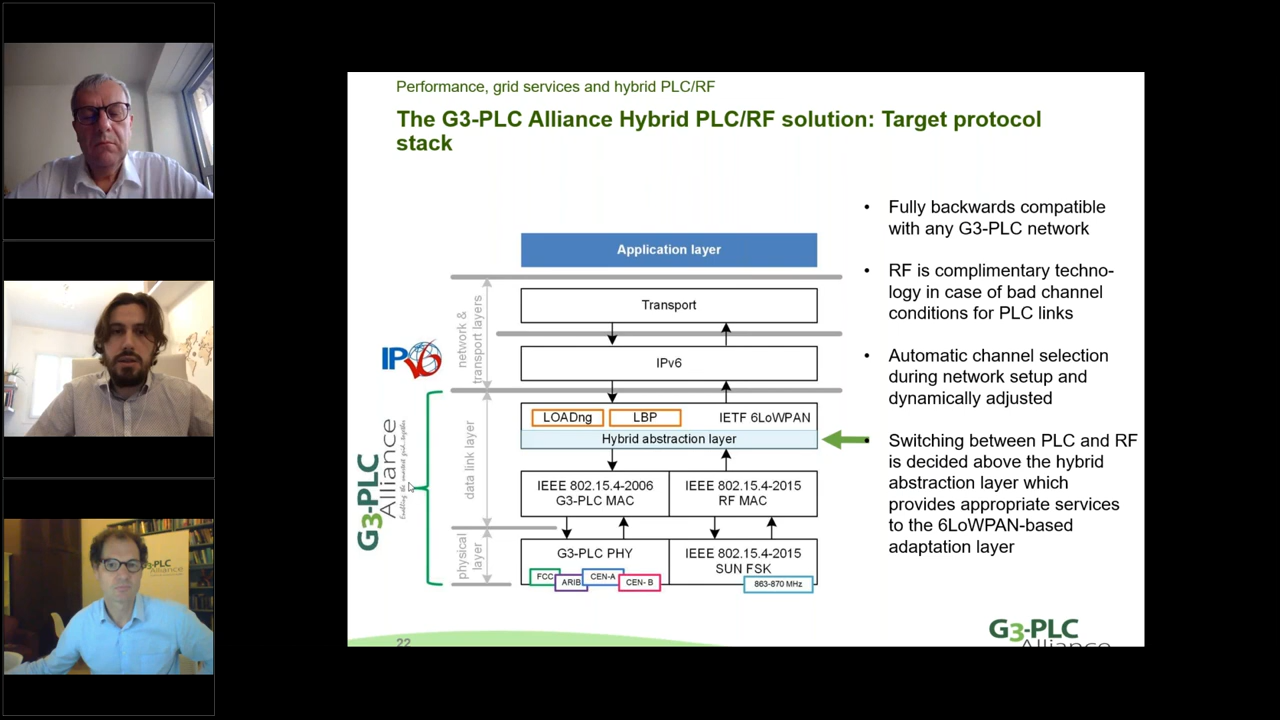 Performance, grid services and hybrid PLC/RF
The G3-PLC Alliance Hybrid PLC/RF solution: Target protocol
stack
Application layer
network &
transport layers
Transport
IPv6
IPv6
LOADng
LBP
IETF 6LoWPAN
Hybrid abstraction layer
data link layer
IEEE 802.15.4-2006
G3-PLC MAC
IEEE 802.15.4-2015
RF MAC
physical
layer
G3-PLC PHY
IEEE 802.15.4-2015
SUN FSK
FCC
ARIB
CEN-A
CEN- B
863-870 MHz
G3-PLC
Alliance
Enabling the smartest grid...together
• Fully backwards compatible
with any G3-PLC network
• RF is complimentary techno-
logy in case of bad channel
conditions for PLC links
• Automatic channel selection
during network setup and
dynamically adjusted
• Switching between PLC and RF
is decided above the hybrid
abstraction layer which
provides appropriate services
to the 6LoWPAN-based
adaptation layer
22
G3-PLC
Alliance